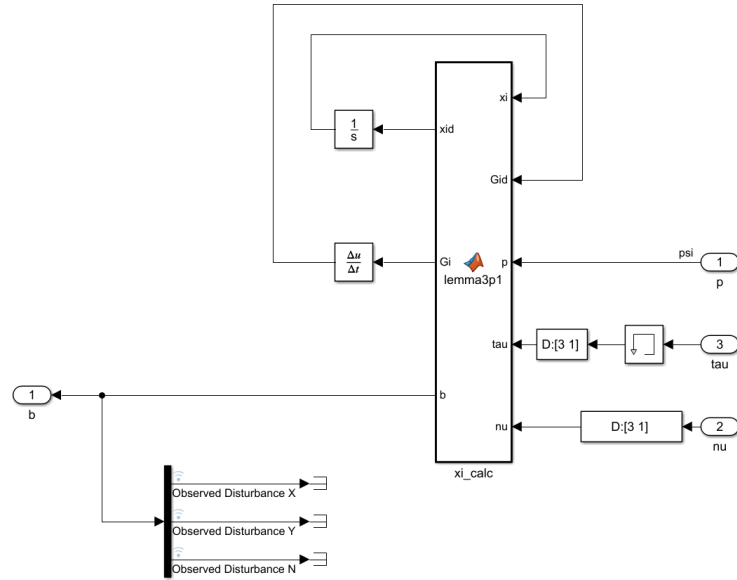 xi
1
s
xid
Gid
Δu
Δt
Gi
p
lemma3p1
psi
1
p
tau
D:[3 1]
3
tau
1
b
b
nu
D:[3 1]
2
nu
xi_calc
Observed Disturbance X
Observed Disturbance Y
Observed Disturbance N